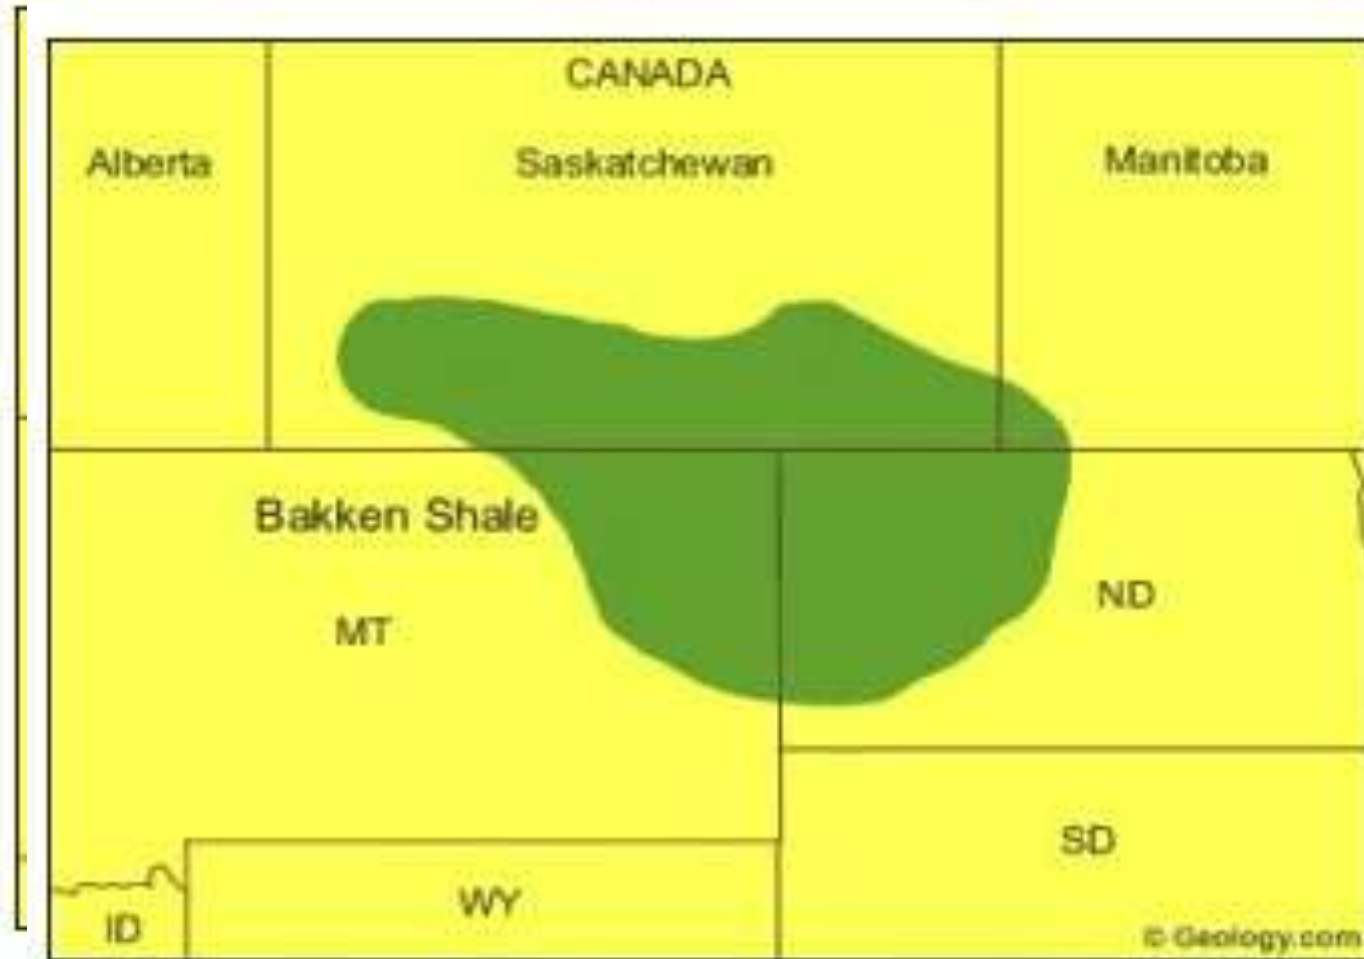 CANADA
Alberta
Saskatchewan
Manitoba
Bakken Shale
MT
ND
SD
WY
ID
© Geology.com